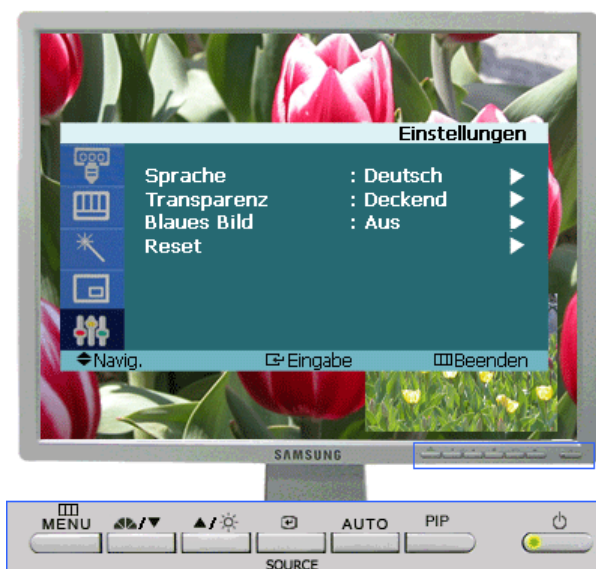 Einstellungen
Sprache : Deutsch
Transparenz : Deckend
Blaues Bild : Aus
Reset
Navig. Eingabe Beenden
SAMSUNG
MENU / / AUTO PIP
SOURCE